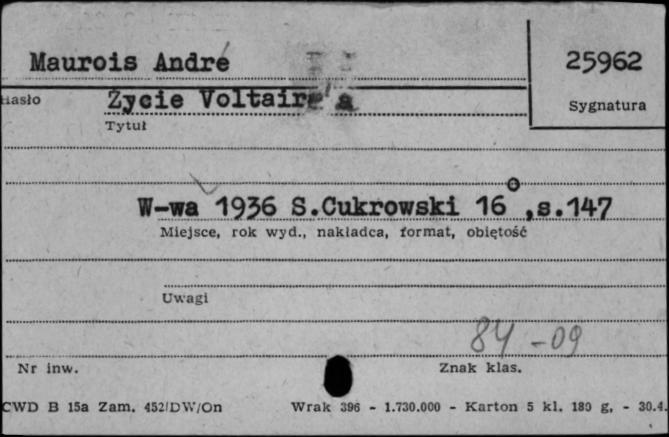 Maurois André
25962
Hasło
Życie Voltaire'a
Sygnatura
Tytuł
W-wa 1936 S.Cukrowski 16°,s.147
Miejsce, rok wyd., nakładca, format, objętość
Uwagi
84-09
Nr inw.
Znak klas.
CWD B 15a Zam. 452/DW/On Wrak 396 - 1.730.000 - Karton 5 kl. 180 g, - 30.4.